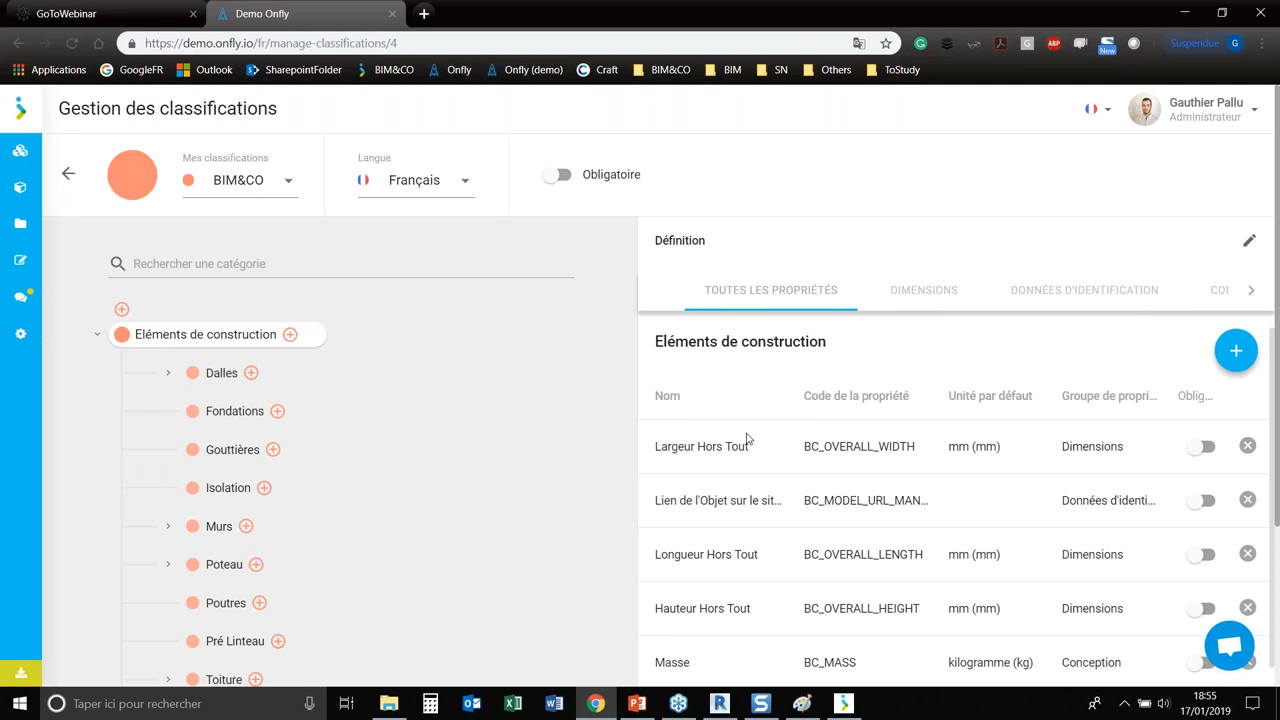 GoToWebinar
Demo Onfly
https://demo.onfly.io/fr/manage-classifications/4
ABP
New
Suspendue
G
Applications
GoogleFR
Outlook
SharepointFolder
BIM&CO
Onfly
Onfly (demo)
Craft
BIM&CO
BIM
SN
Others
ToStudy
Gestion des classifications
Gauthier Pallu
Administrateur
Mes classifications
BIM&CO
Langue
Français
Obligatoire
Rechercher une catégorie
Eléments de construction
Dalles
Fondations
Gouttières
Isolation
Murs
Poteau
Poutres
Pré Linteau
Toiture
Définition
TOUTES LES PROPRIÉTÉS DIMENSIONS DONNÉES D'IDENTIFICATION COI
Eléments de construction
Nom Code de la propriété Unité par défaut Groupe de propri... Oblig...
Largeur Hors Tout BC_OVERALL_WIDTH mm (mm) Dimensions
Lien de l'Objet sur le sit... BC_MODEL_URL_MAN... Données d'identi...
Longueur Hors Tout BC_OVERALL_LENGTH mm (mm) Dimensions
Hauteur Hors Tout BC_OVERALL_HEIGHT mm (mm) Dimensions
Masse BC_MASS kilogramme (kg) Conception
Taper ici pour rechercher
18:55
17/01/2019